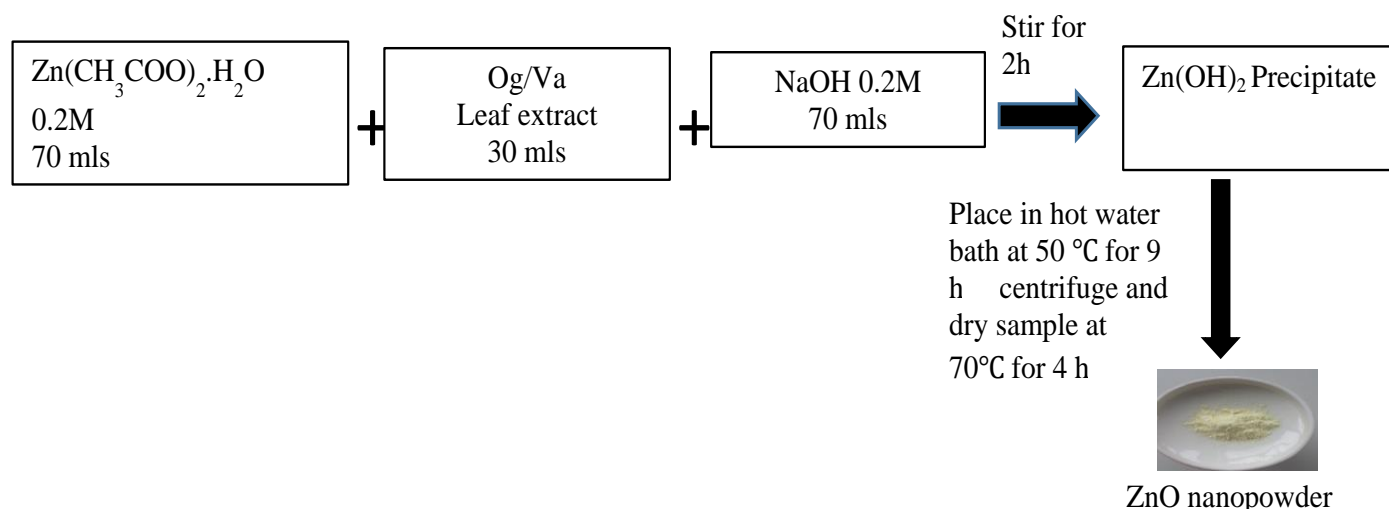 Zn(CH₃COO)₂.H₂O
0.2M
70 mls
+
Og/Va
Leaf extract
30 mls
+
NaOH 0.2M
70 mls
Stir for
2h
Zn(OH)₂ Precipitate
Place in hot water
bath at 50 ℃ for 9
h centrifuge and
dry sample at
70℃ for 4 h
ZnO nanopowder